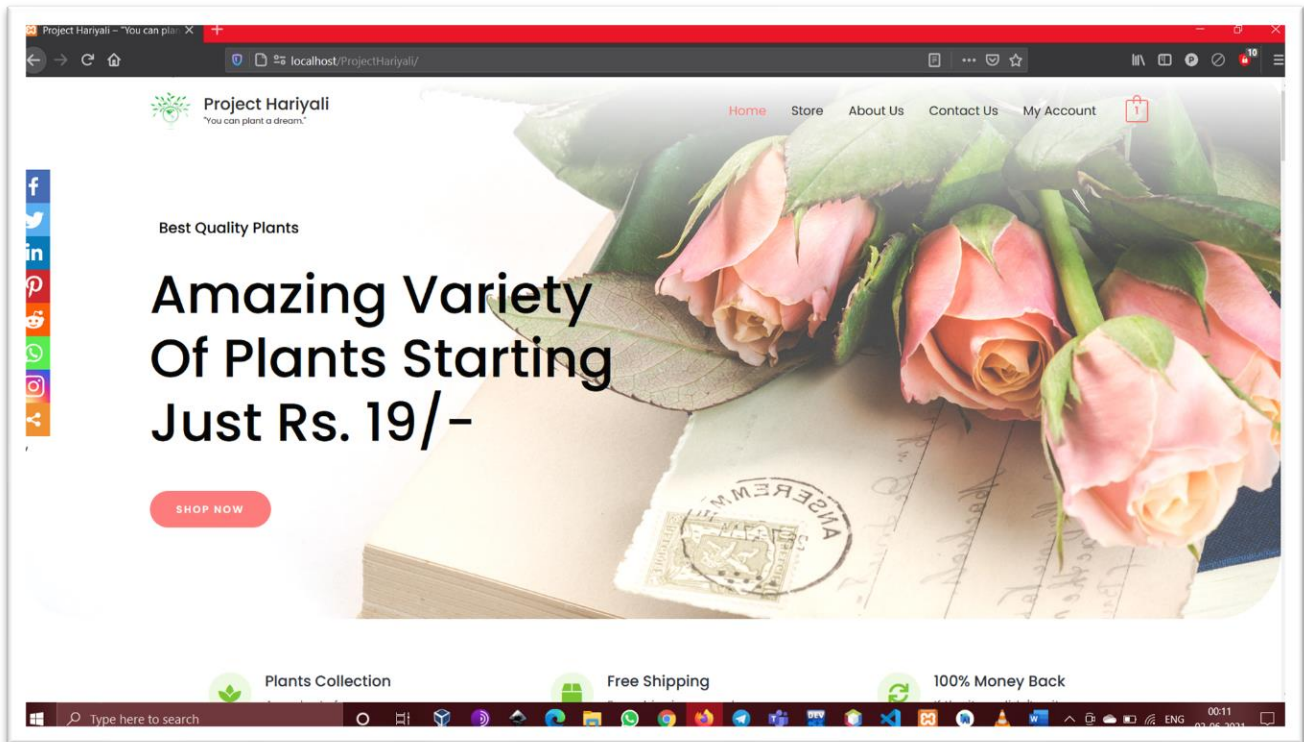 Project Hariyali – "You can plan
localhost/ProjectHariyali/
10
Project Hariyali
"You can plant a dream."
Home Store About Us Contact Us My Account 1
Best Quality Plants
Amazing Variety
Of Plants Starting
Just Rs. 19/-
SHOP NOW
Plants Collection
Free Shipping
100% Money Back
Type here to search
ENG
00:11